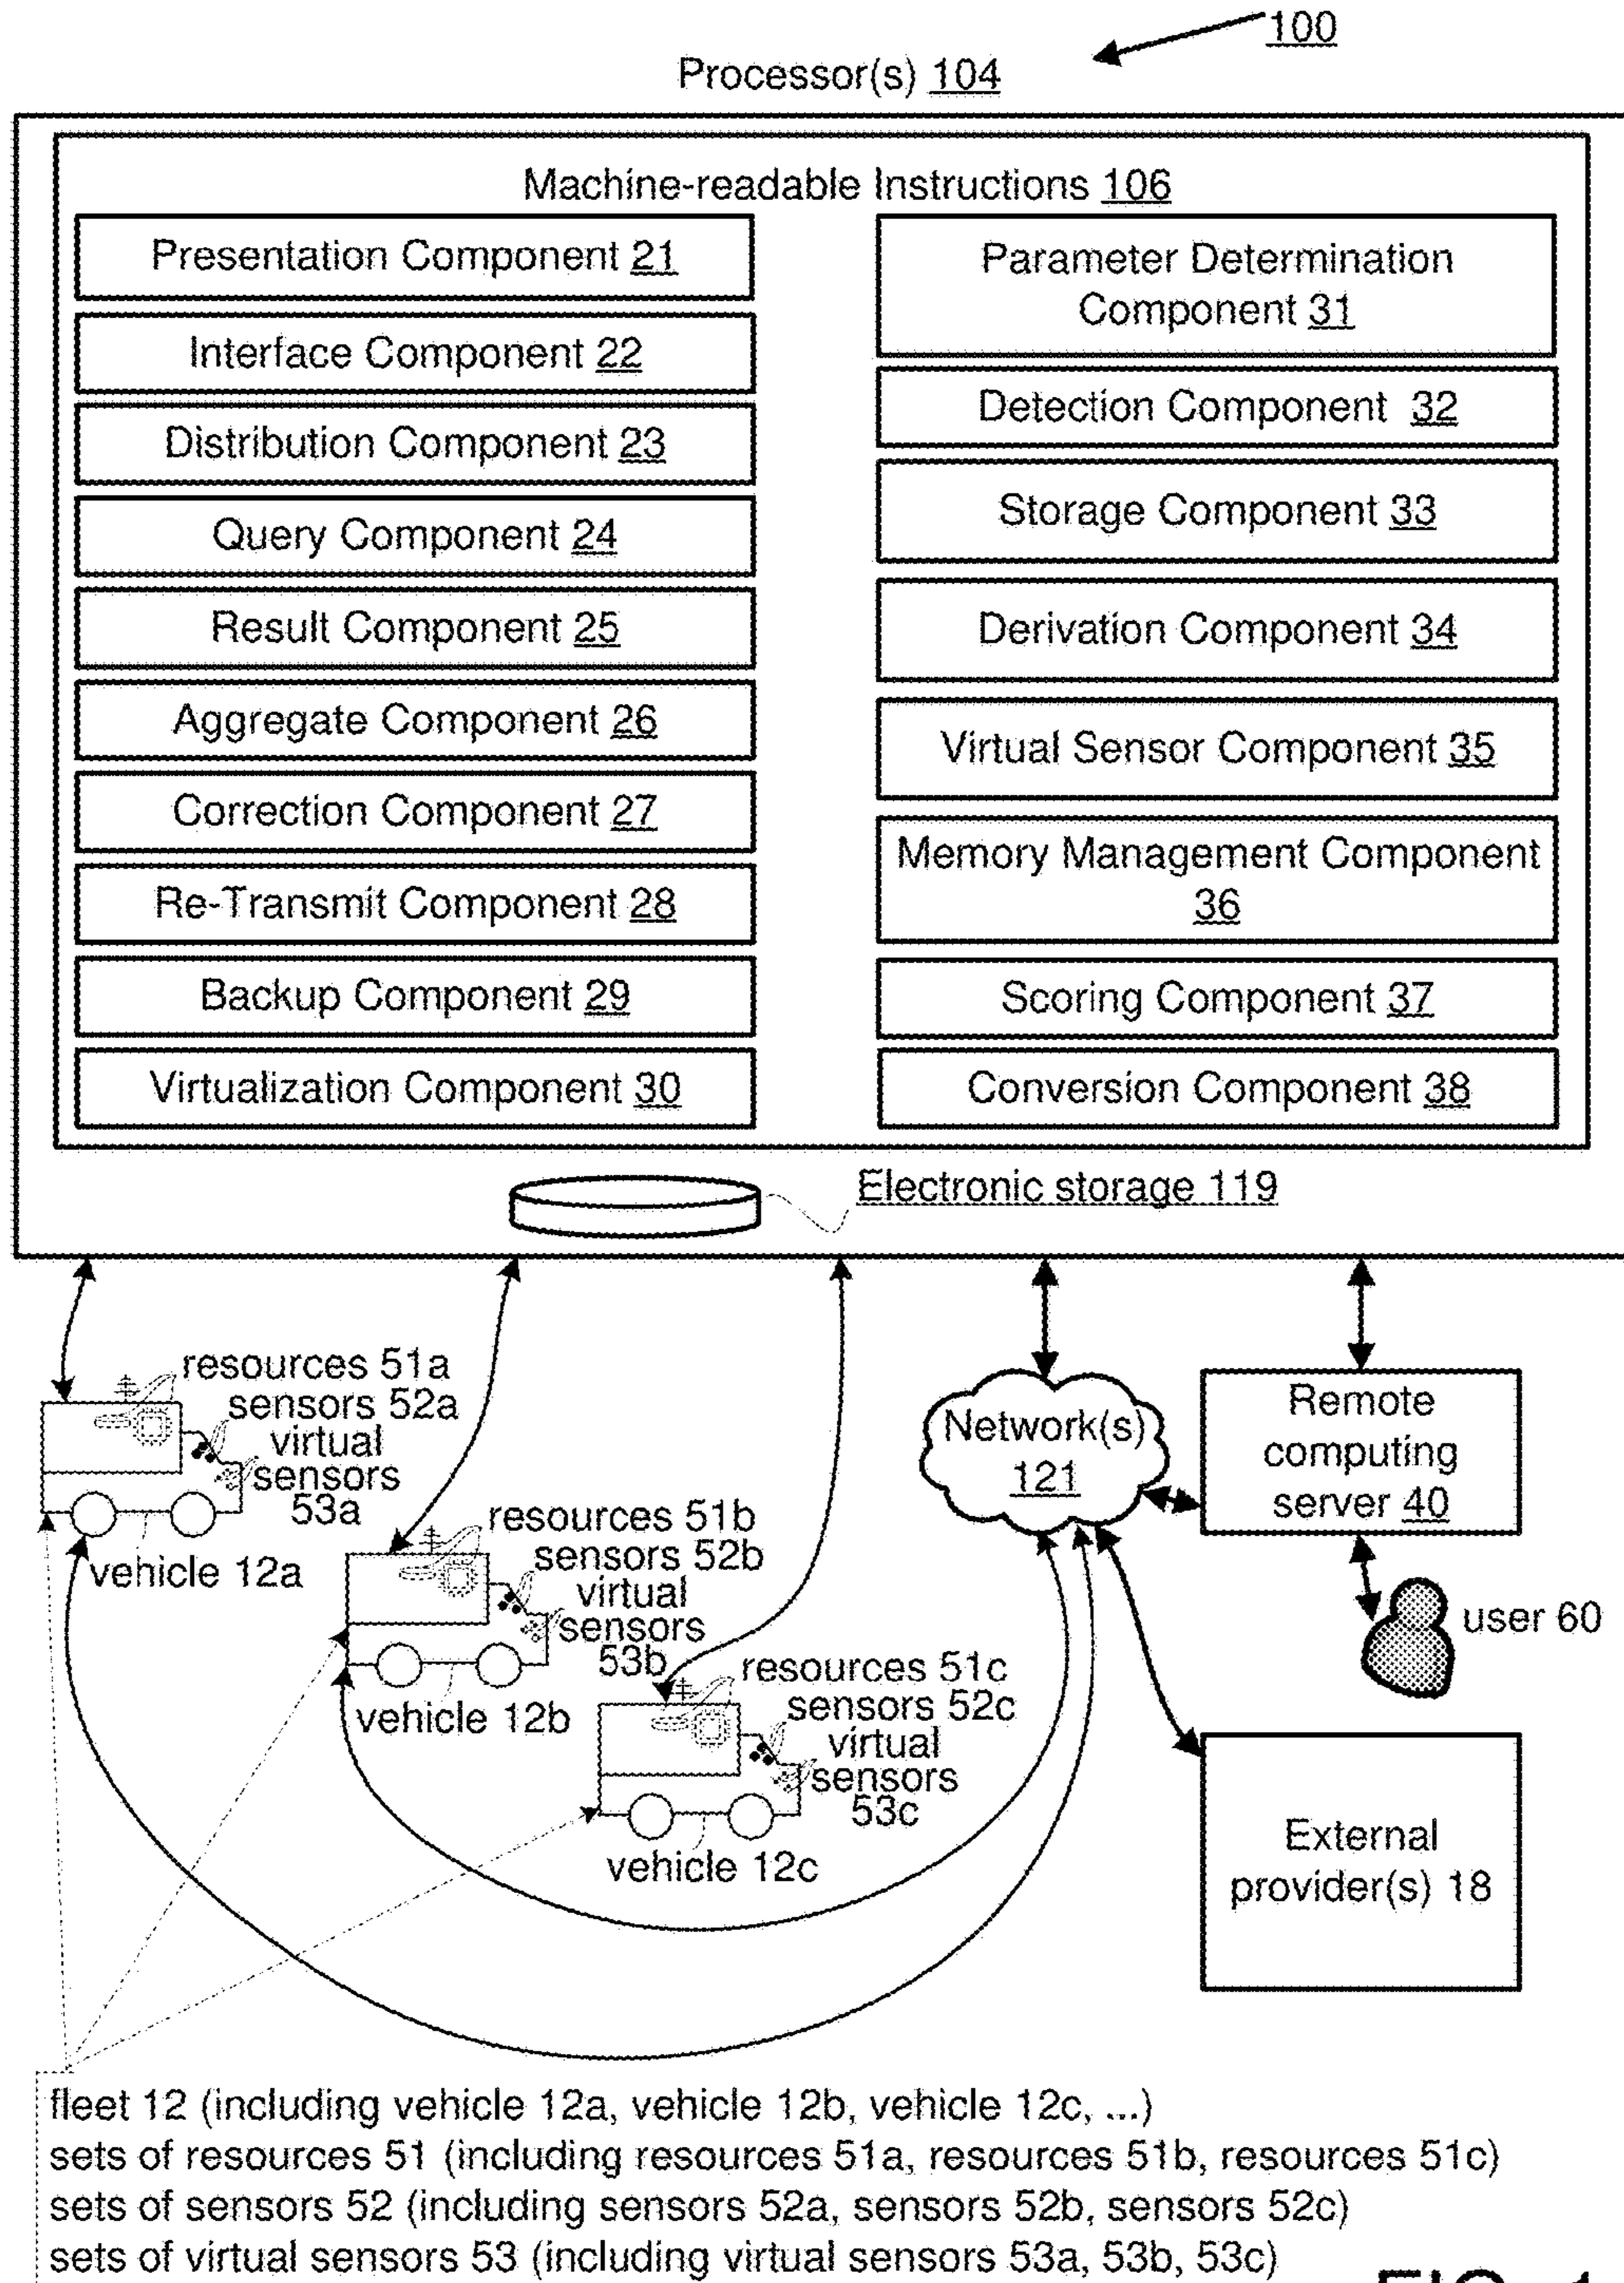 100
Processor(s) 104
Machine-readable Instructions 106
Presentation Component 21
Interface Component 22
Distribution Component 23
Query Component 24
Result Component 25
Aggregate Component 26
Correction Component 27
Re-Transmit Component 28
Backup Component 29
Virtualization Component 30
Parameter Determination
Component 31
Detection Component 32
Storage Component 33
Derivation Component 34
Virtual Sensor Component 35
Memory Management Component
36
Scoring Component 37
Conversion Component 38
Electronic storage 119
resources 51a
sensors 52a
virtual
sensors
53a
vehicle 12a
resources 51b
sensors 52b
virtual
sensors
53b
vehicle 12b
resources 51c
sensors 52c
virtual
sensors
53c
vehicle 12c
Network(s)
121
Remote
computing
server 40
user 60
External
provider(s) 18
fleet 12 (including vehicle 12a, vehicle 12b, vehicle 12c, ...)
sets of resources 51 (including resources 51a, resources 51b, resources 51c)
sets of sensors 52 (including sensors 52a, sensors 52b, sensors 52c)
sets of virtual sensors 53 (including virtual sensors 53a, 53b, 53c)
FIG. 1